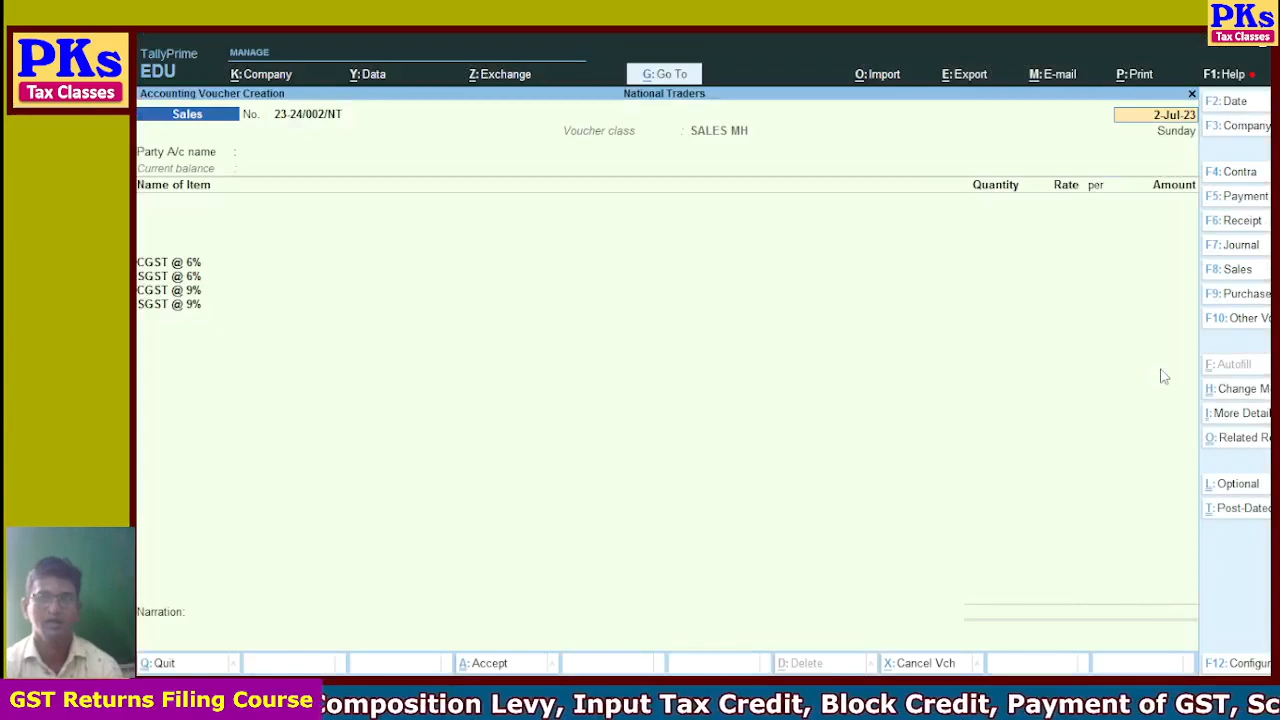 PKs
Tax Classes
PKs
Tax Classes
TallyPrime
EDU
MANAGE
K: Company
Y: Data
Z: Exchange
G: Go To
O: Import
E: Export
M: E-mail
P: Print
F1: Help
Accounting Voucher Creation
National Traders
×
Sales
No. 23-24/002/NT
2-Jul-23
Voucher class : SALES MH
Sunday
Party A/c name :
Current balance :
Name of Item
Quantity
Rate per
Amount
CGST @ 6%
SGST @ 6%
CGST @ 9%
SGST @ 9%
Narration:
F2: Date
F3: Company
F4: Contra
F5: Payment
F6: Receipt
F7: Journal
F8: Sales
F9: Purchase
F10: Other Vo
F: Autofill
H: Change M
I: More Detai
O: Related R
L: Optional
T: Post-Date
F12: Configur
Q: Quit
A: Accept
D: Delete
X: Cancel Vch
GST Returns Filing Course
Composition Levy, Input Tax Credit, Block Credit, Payment of GST, Sc